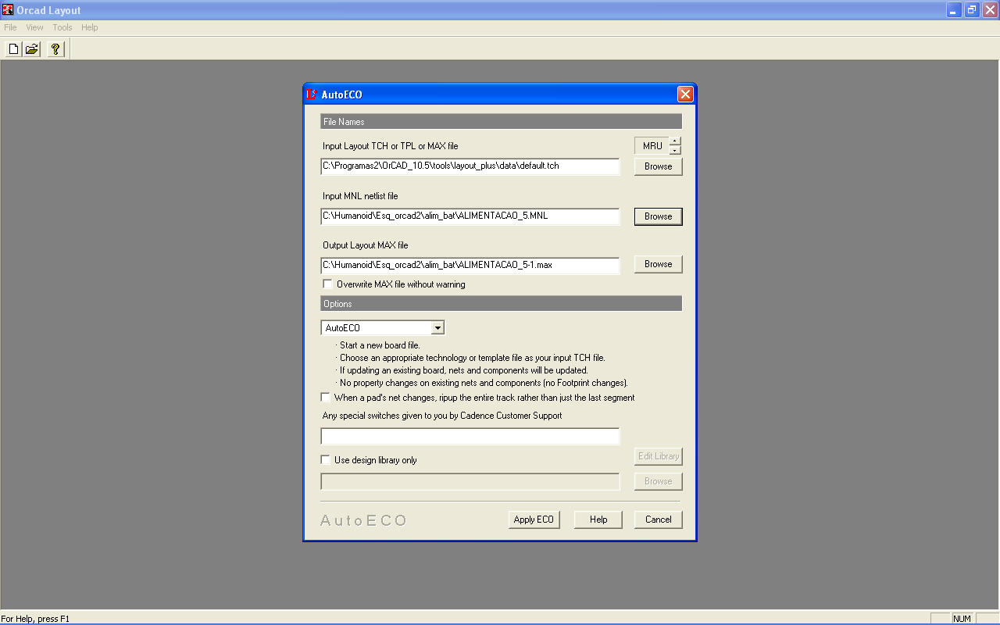 Orcad Layout
File View Tools Help
AutoECO
File Names
Input Layout TCH or TPL or MAX file
MRU
C:\Programas2\OrCAD_10.5\tools\layout_plus\data\default.tch
Browse
Input MNL netlist file
C:\Humanoid\Esq_orcad2\alim_bat\ALIMENTACAO_5.MNL
Browse
Output Layout MAX file
C:\Humanoid\Esq_orcad2\alim_bat\ALIMENTACAO_5-1.max
Browse
Overwrite MAX file without warning
Options
AutoECO
· Start a new board file.
· Choose an appropriate technology or template file as your input TCH file.
· If updating an existing board, nets and components will be updated.
· No property changes on existing nets and components (no Footprint changes).
When a pad's net changes, ripup the entire track rather than just the last segment
Any special switches given to you by Cadence Customer Support
Edit Library
Use design library only
Browse
AutoECO
Apply ECO
Help
Cancel
For Help, press F1
NUM